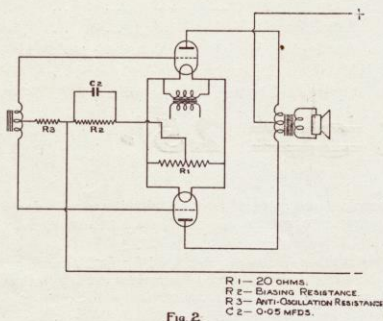 +
C2
R3
R2
R1
−
R 1 — 20 OHMS.
R 2 — BIASING RESISTANCE.
R 3 — ANTI-OSCILLATION RESISTANCE
C 2 — 0·05 MFDS.
Fig. 2